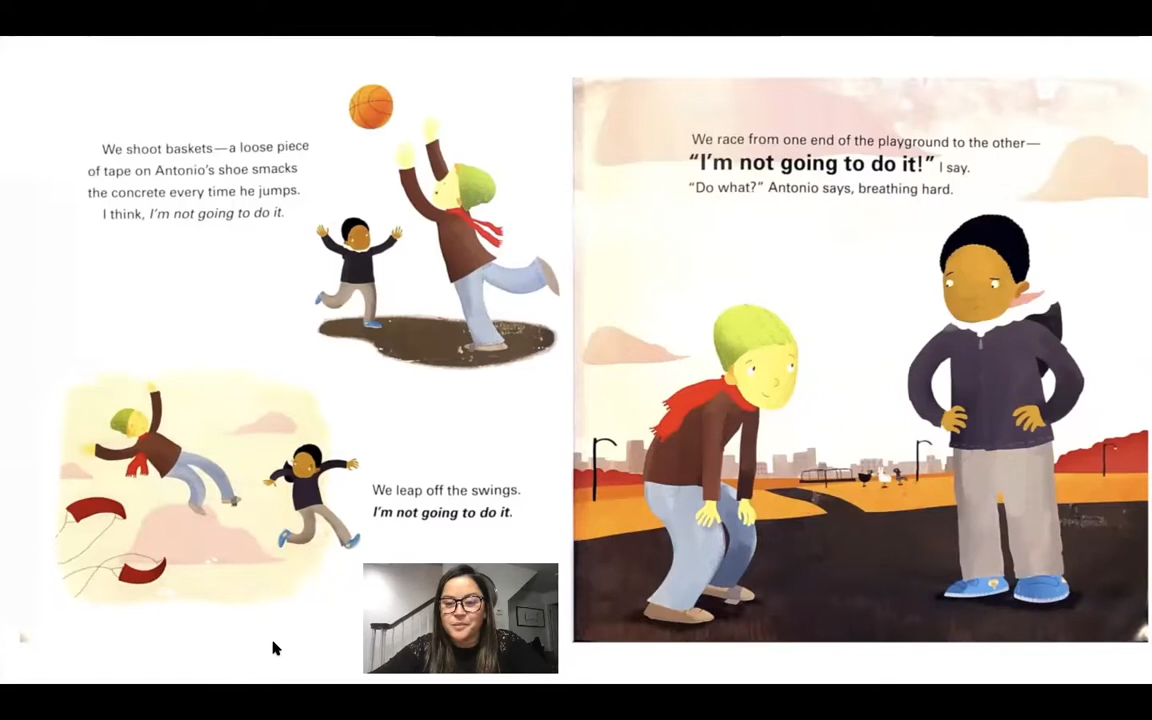 We shoot baskets—a loose piece
of tape on Antonio's shoe smacks
the concrete every time he jumps.
I think, I'm not going to do it.
We leap off the swings.
I'm not going to do it.
We race from one end of the playground to the other—
"I'm not going to do it!" I say.
"Do what?" Antonio says, breathing hard.